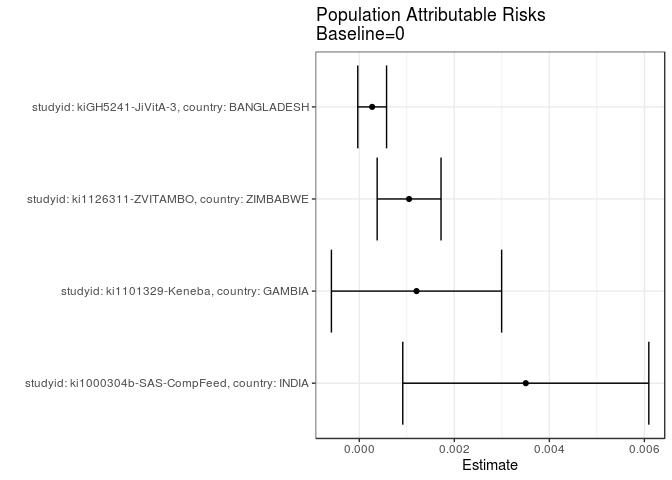 Population Attributable Risks
Baseline=0
studyid: kiGH5241-JiVitA-3, country: BANGLADESH
studyid: ki1126311-ZVITAMBO, country: ZIMBABWE
studyid: ki1101329-Keneba, country: GAMBIA
studyid: ki1000304b-SAS-CompFeed, country: INDIA
0.000 0.002 0.004 0.006
Estimate